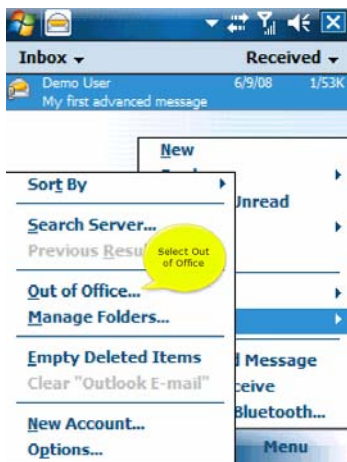 Inbox
Received
Demo User 6/9/08 1/53K
My first advanced message
New
Unread
Sort By
Search Server...
Previous Resu
Select Out
of Office
Out of Office...
Manage Folders...
Empty Deleted Items
Message
Clear "Outlook E-mail"
ceive
Bluetooth...
New Account...
Options...
Menu